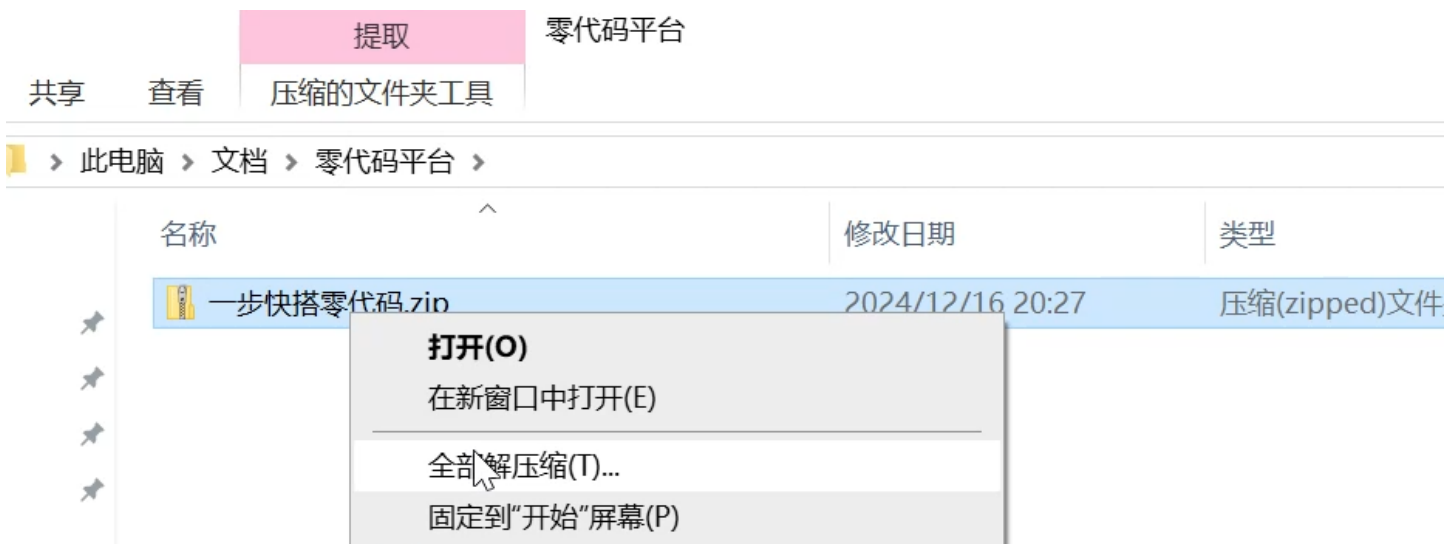 提取
零代码平台
共享
查看
压缩的文件夹工具
此电脑 文档 零代码平台
名称
修改日期
类型
一步快搭零代码.zip
2024/12/16 20:27
压缩(zipped)文件
打开(O)
在新窗口中打开(E)
全部解压缩(T)...
固定到"开始"屏幕(P)